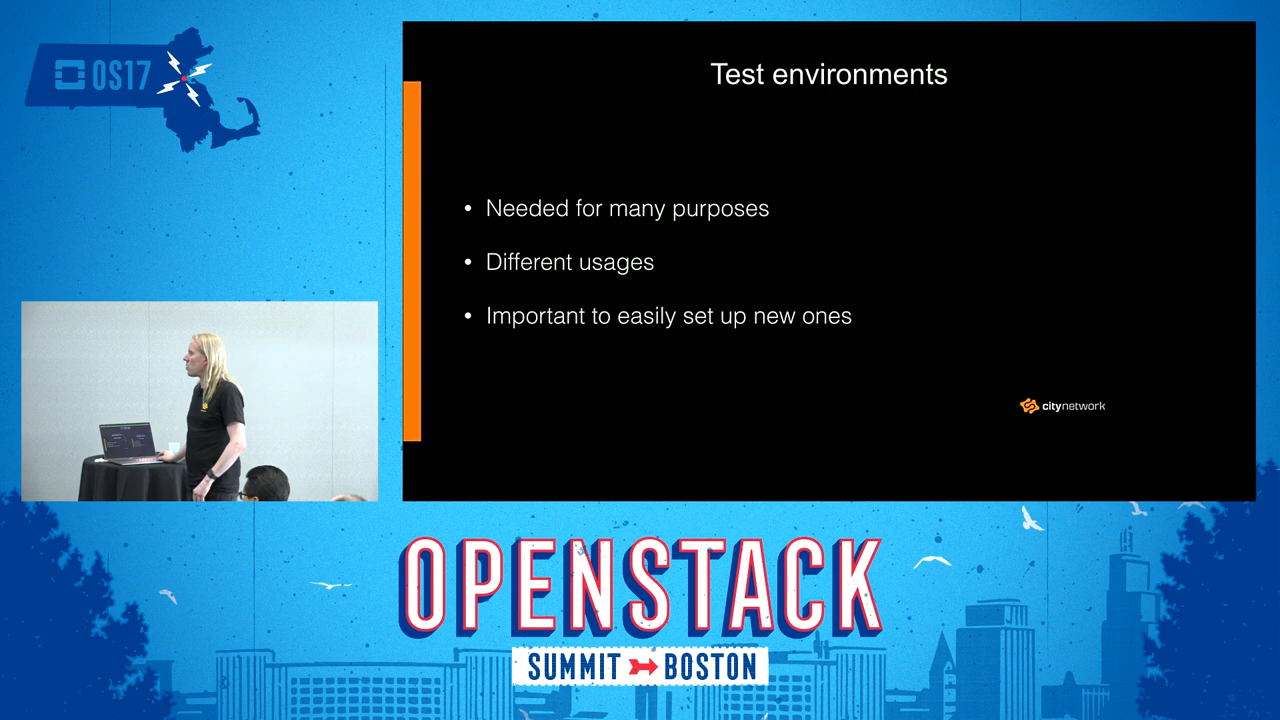 OS17
Test environments
• Needed for many purposes
• Different usages
• Important to easily set up new ones
citynetwork
OPENSTACK
SUMMIT BOSTON